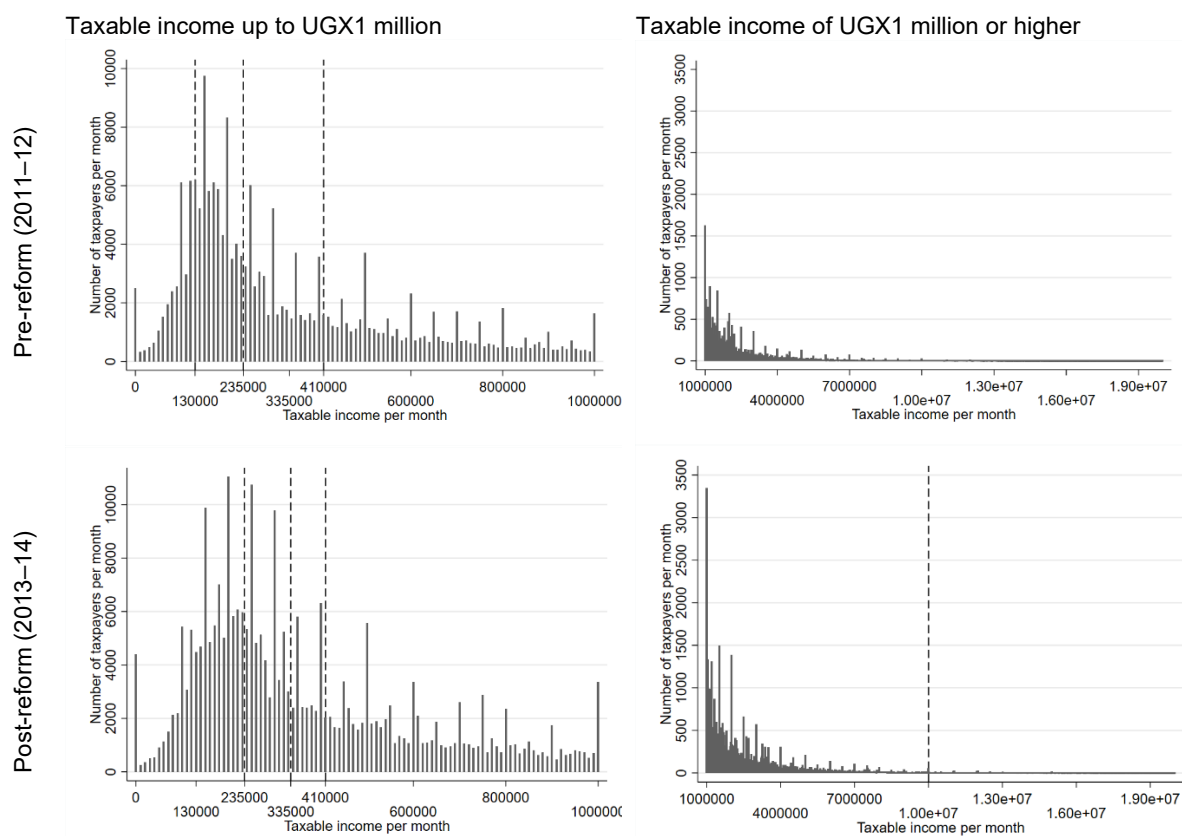 Taxable income up to UGX1 million
Taxable income of UGX1 million or higher
Pre-reform (2011–12)
Number of taxpayers per month
10000
8000
6000
4000
2000
0
0 235000 410000 800000
130000 335000 600000 1000000
Taxable income per month
Number of taxpayers per month
3500
3000
2500
2000
1500
1000
500
0
1000000 7000000 1.30e+07 1.90e+07
4000000 1.00e+07 1.6e+07
Taxable income per month
Post-reform (2013–14)
Number of taxpayers per month
10000
8000
6000
4000
2000
0
0 235000 410000 800000
130000 335000 600000 1000000
Taxable income per month
Number of taxpayers per month
3500
3000
2500
2000
1500
1000
500
0
1000000 7000000 1.30e+07 1.90e+07
4000000 1.00e+07 1.6e+07
Taxable income per month